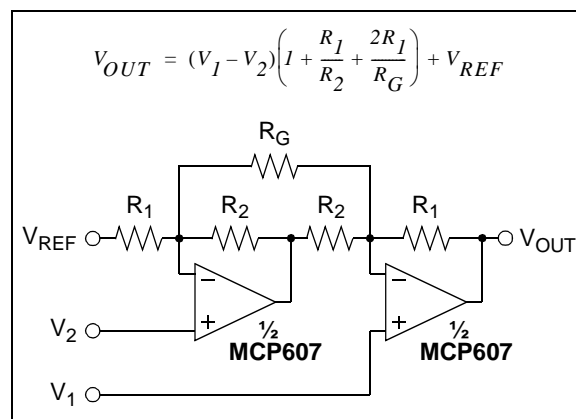 V_OUT = (V_1 – V_2)(1 + R_1/R_2 + 2R_1/R_G) + V_REF
R_G
R_1 R_2 R_2 R_1
V_REF V_OUT
– –
+ +
V_2 ½ ½
MCP607 MCP607
V_1